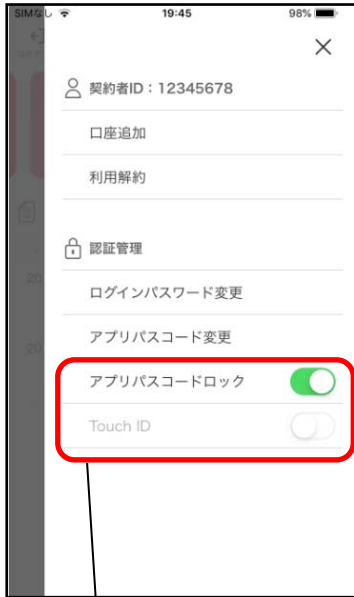 SIMなし 19:45 98%
契約者ID：12345678
口座追加
利用解約
認証管理
ログインパスワード変更
アプリパスコード変更
アプリパスコードロック
Touch ID
20
20